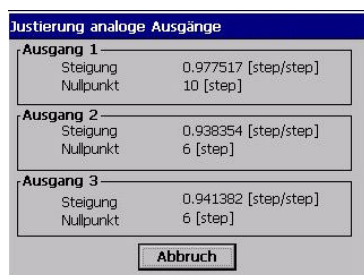 Justierung analoge Ausgänge
Ausgang 1
Steigung 0.977517 [step/step]
Nullpunkt 10 [step]
Ausgang 2
Steigung 0.938354 [step/step]
Nullpunkt 6 [step]
Ausgang 3
Steigung 0.941382 [step/step]
Nullpunkt 6 [step]
Abbruch